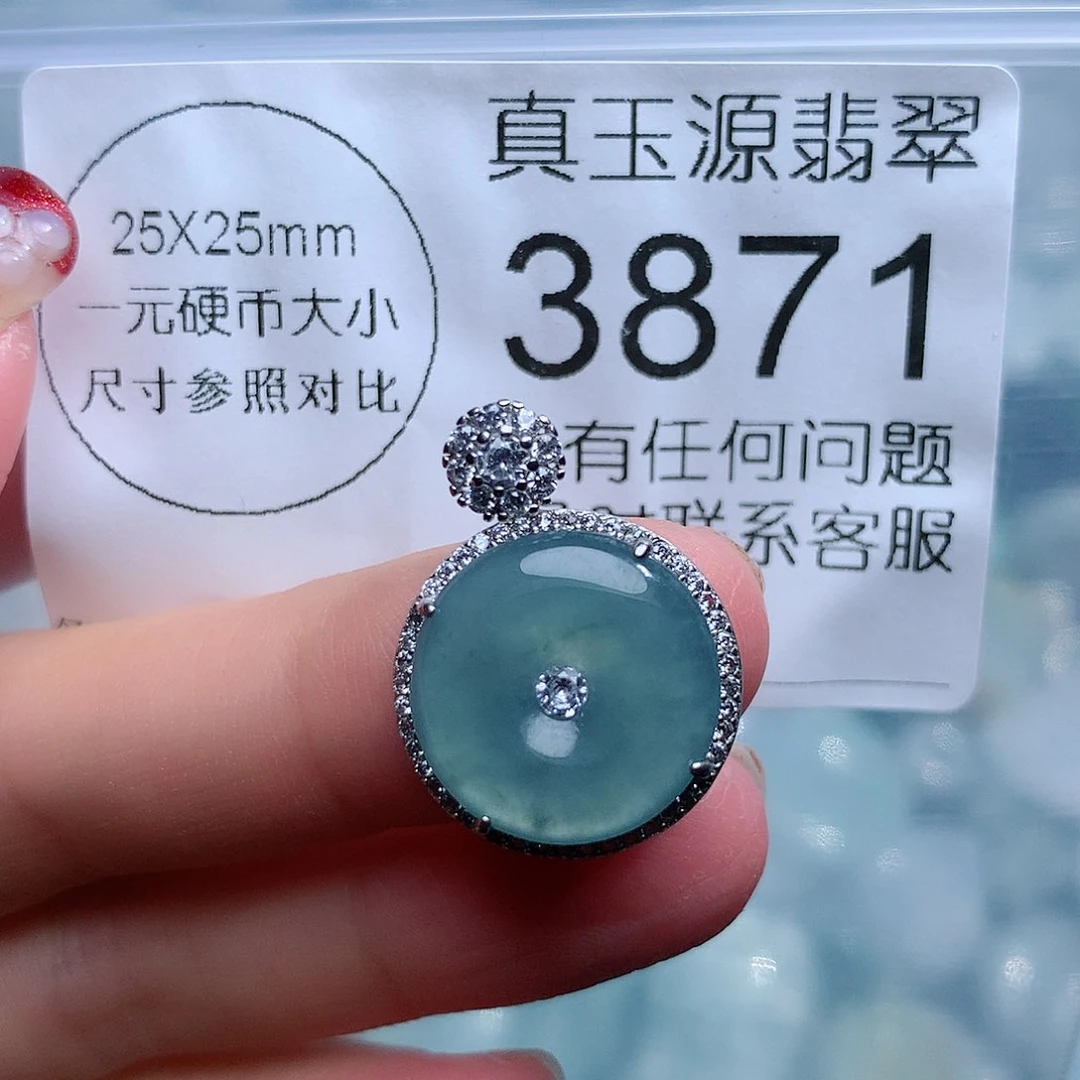 25X25mm
一元硬币大小
尺寸参照对比
真玉源翡翠
3871
有任何问题
联系客服